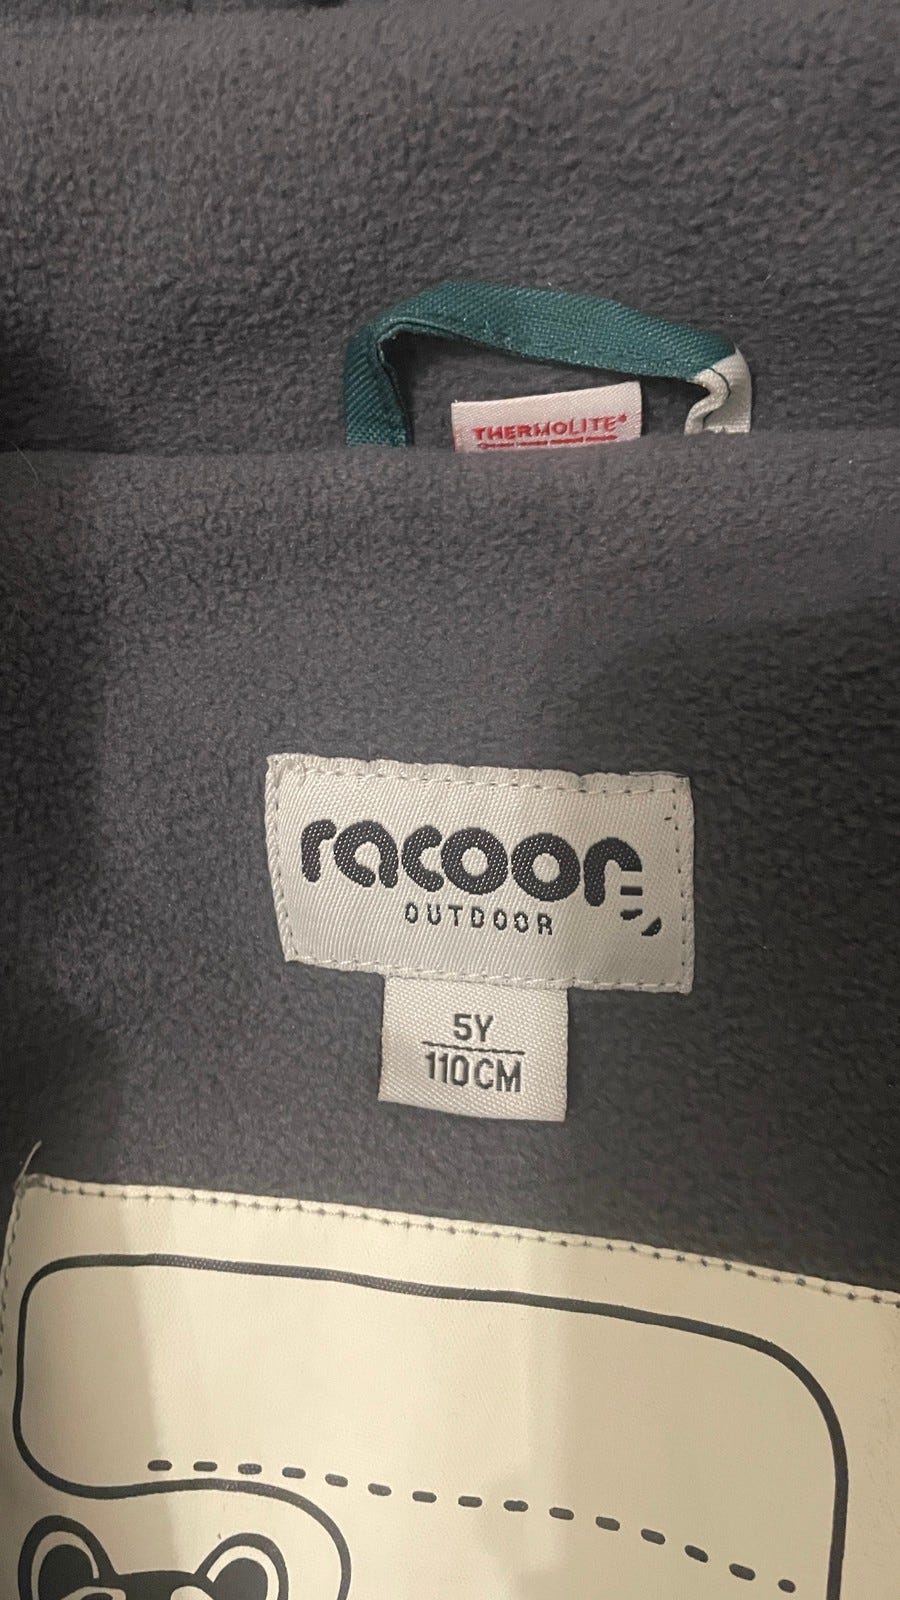 THERMOLITE®
racoon
OUTDOOR
5Y
110CM